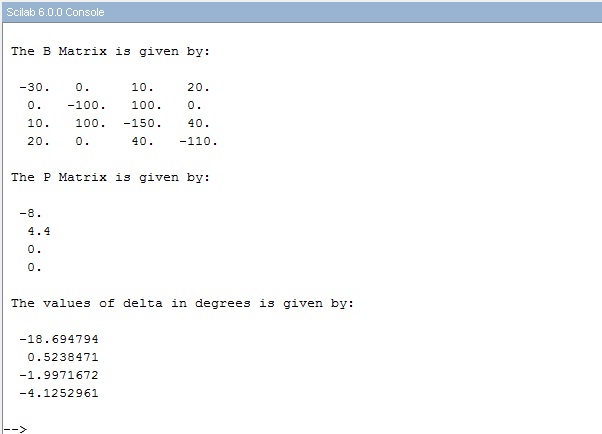 Scilab 6.0.0 Console
The B Matrix is given by:
-30. 0. 10. 20.
0. -100. 100. 0.
10. 100. -150. 40.
20. 0. 40. -110.
The P Matrix is given by:
-8.
4.4
0.
0.
The values of delta in degrees is given by:
-18.694794
0.5238471
-1.9971672
-4.1252961
-->